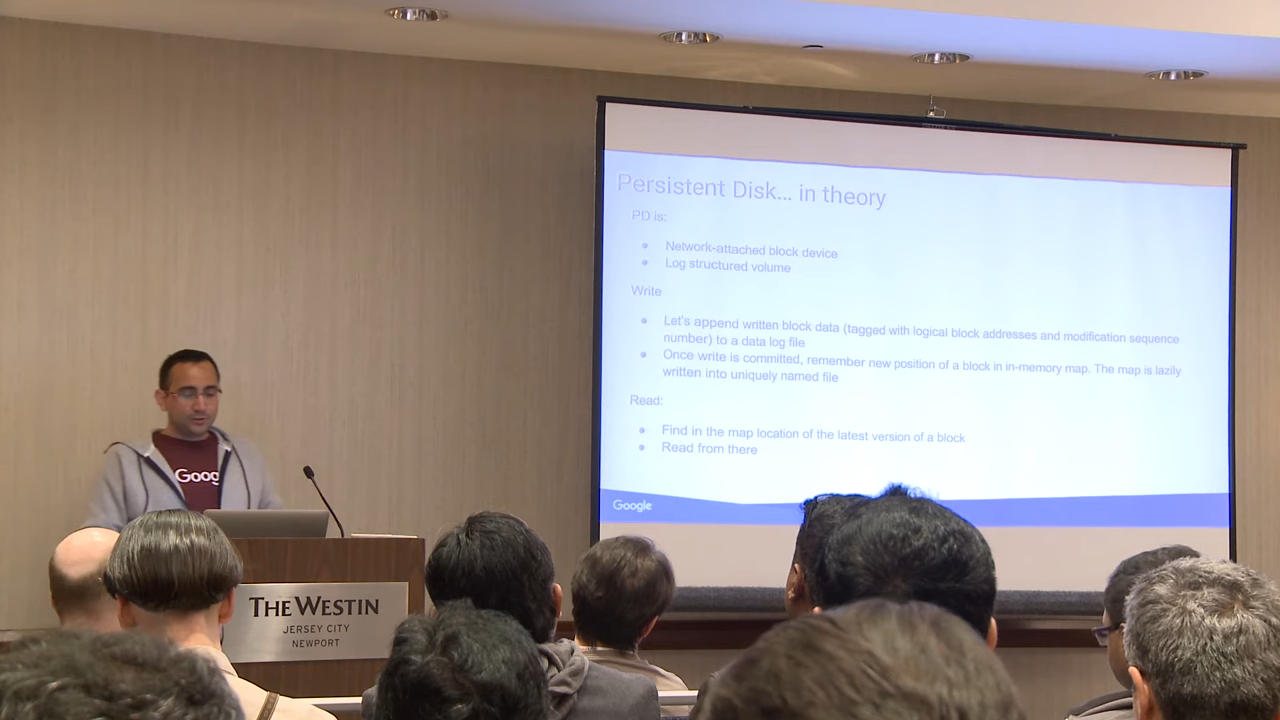 Persistent Disk... in theory
PD is:
Network-attached block device
Log structured volume
Write
Let's append written block data (tagged with logical block addresses and modification sequence
number) to a data log file
Once write is committed, remember new position of a block in in-memory map. The map is lazily
written into uniquely named file
Read:
Find in the map location of the latest version of a block
Read from there
Google
Goog
THE WESTIN
JERSEY CITY
NEWPORT